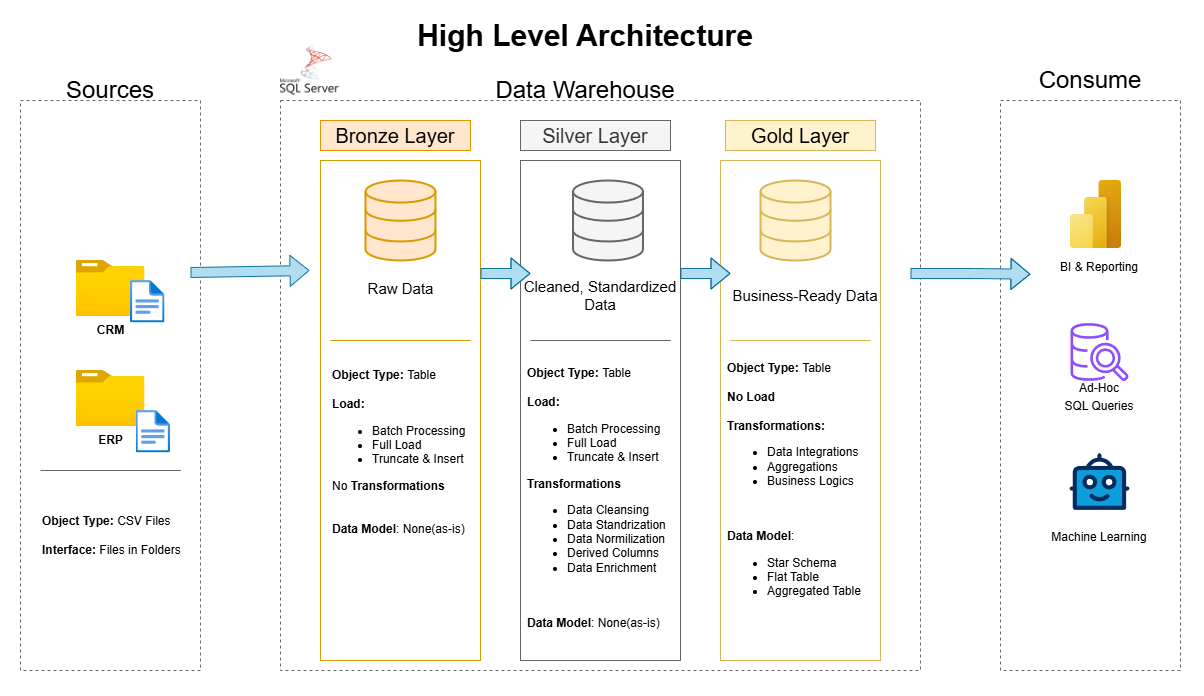 High Level Architecture
Sources
CRM
ERP
Object Type: CSV Files
Interface: Files in Folders
Microsoft
SQL Server
Data Warehouse
Bronze Layer
Raw Data
Object Type: Table
Load:
Batch Processing
Full Load
Truncate & Insert
No Transformations
Data Model: None(as-is)
Silver Layer
Cleaned, Standardized
Data
Object Type: Table
Load:
Batch Processing
Full Load
Truncate & Insert
Transformations
Data Cleansing
Data Standrization
Data Normilization
Derived Columns
Data Enrichment
Data Model: None(as-is)
Gold Layer
Business-Ready Data
Object Type: Table
No Load
Transformations:
Data Integrations
Aggregations
Business Logics
Data Model:
Star Schema
Flat Table
Aggregated Table
Consume
BI & Reporting
Ad-Hoc
SQL Queries
Machine Learning